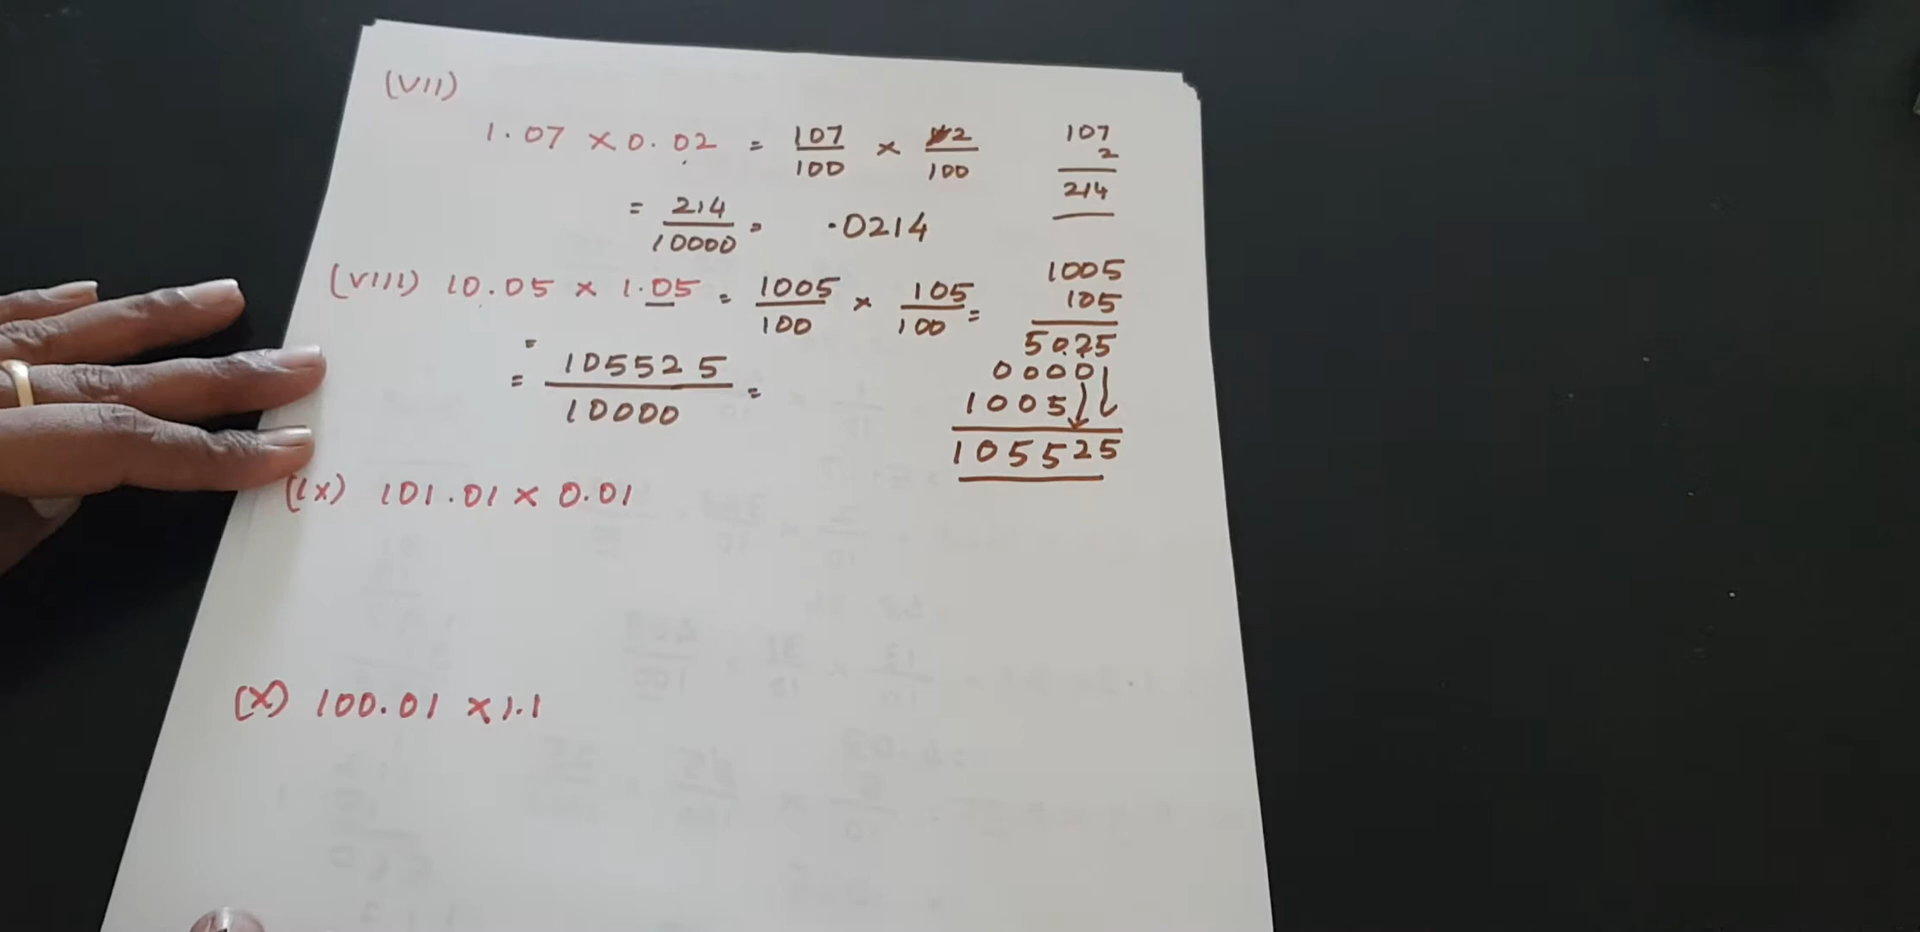 (VII)
1.07 × 0.02 = 107/100 × 2/100
= 214/10000 = .0214
107
2
214
(VIII) 10.05 × 1.05 = 1005/100 × 105/100 =
=
= 105525/10000 =
1005
105
5025
0000
1005
105525
(ix) 101.01 × 0.01
(X) 100.01 × 1.1